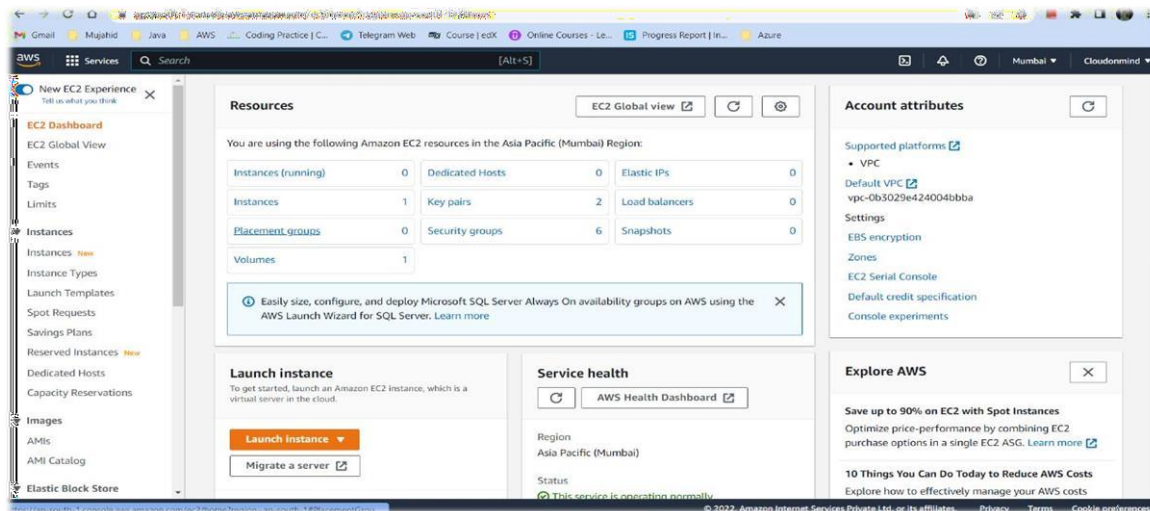 Gmail Mujahid Java AWS Coding Practice | C... Telegram Web Course | edX Online Courses - Le... Progress Report | In... Azure
aws Services Search [Alt+S] Mumbai Cloudonmind
New EC2 Experience
Tell us what you think
EC2 Dashboard
EC2 Global View
Events
Tags
Limits
Instances
Instances New
Instance Types
Launch Templates
Spot Requests
Savings Plans
Reserved Instances New
Dedicated Hosts
Capacity Reservations
Images
AMIs
AMI Catalog
Elastic Block Store
Resources
EC2 Global view
You are using the following Amazon EC2 resources in the Asia Pacific (Mumbai) Region:
Instances (running) 0 Dedicated Hosts 0 Elastic IPs 0
Instances 1 Key pairs 2 Load balancers 0
Placement groups 0 Security groups 6 Snapshots 0
Volumes 1
Easily size, configure, and deploy Microsoft SQL Server Always On availability groups on AWS using the
AWS Launch Wizard for SQL Server. Learn more
Launch instance
To get started, launch an Amazon EC2 instance, which is a
virtual server in the cloud.
Launch instance
Migrate a server
Service health
AWS Health Dashboard
Region
Asia Pacific (Mumbai)
Status
This service is operating normally
Account attributes
Supported platforms
• VPC
Default VPC
vpc-0b3029e424004bbba
Settings
EBS encryption
Zones
EC2 Serial Console
Default credit specification
Console experiments
Explore AWS
Save up to 90% on EC2 with Spot Instances
Optimize price-performance by combining EC2
purchase options in a single EC2 ASG. Learn more
10 Things You Can Do Today to Reduce AWS Costs
Explore how to effectively manage your AWS costs
© 2022, Amazon Internet Services Private Ltd. or its affiliates. Privacy Terms Cookie preferences